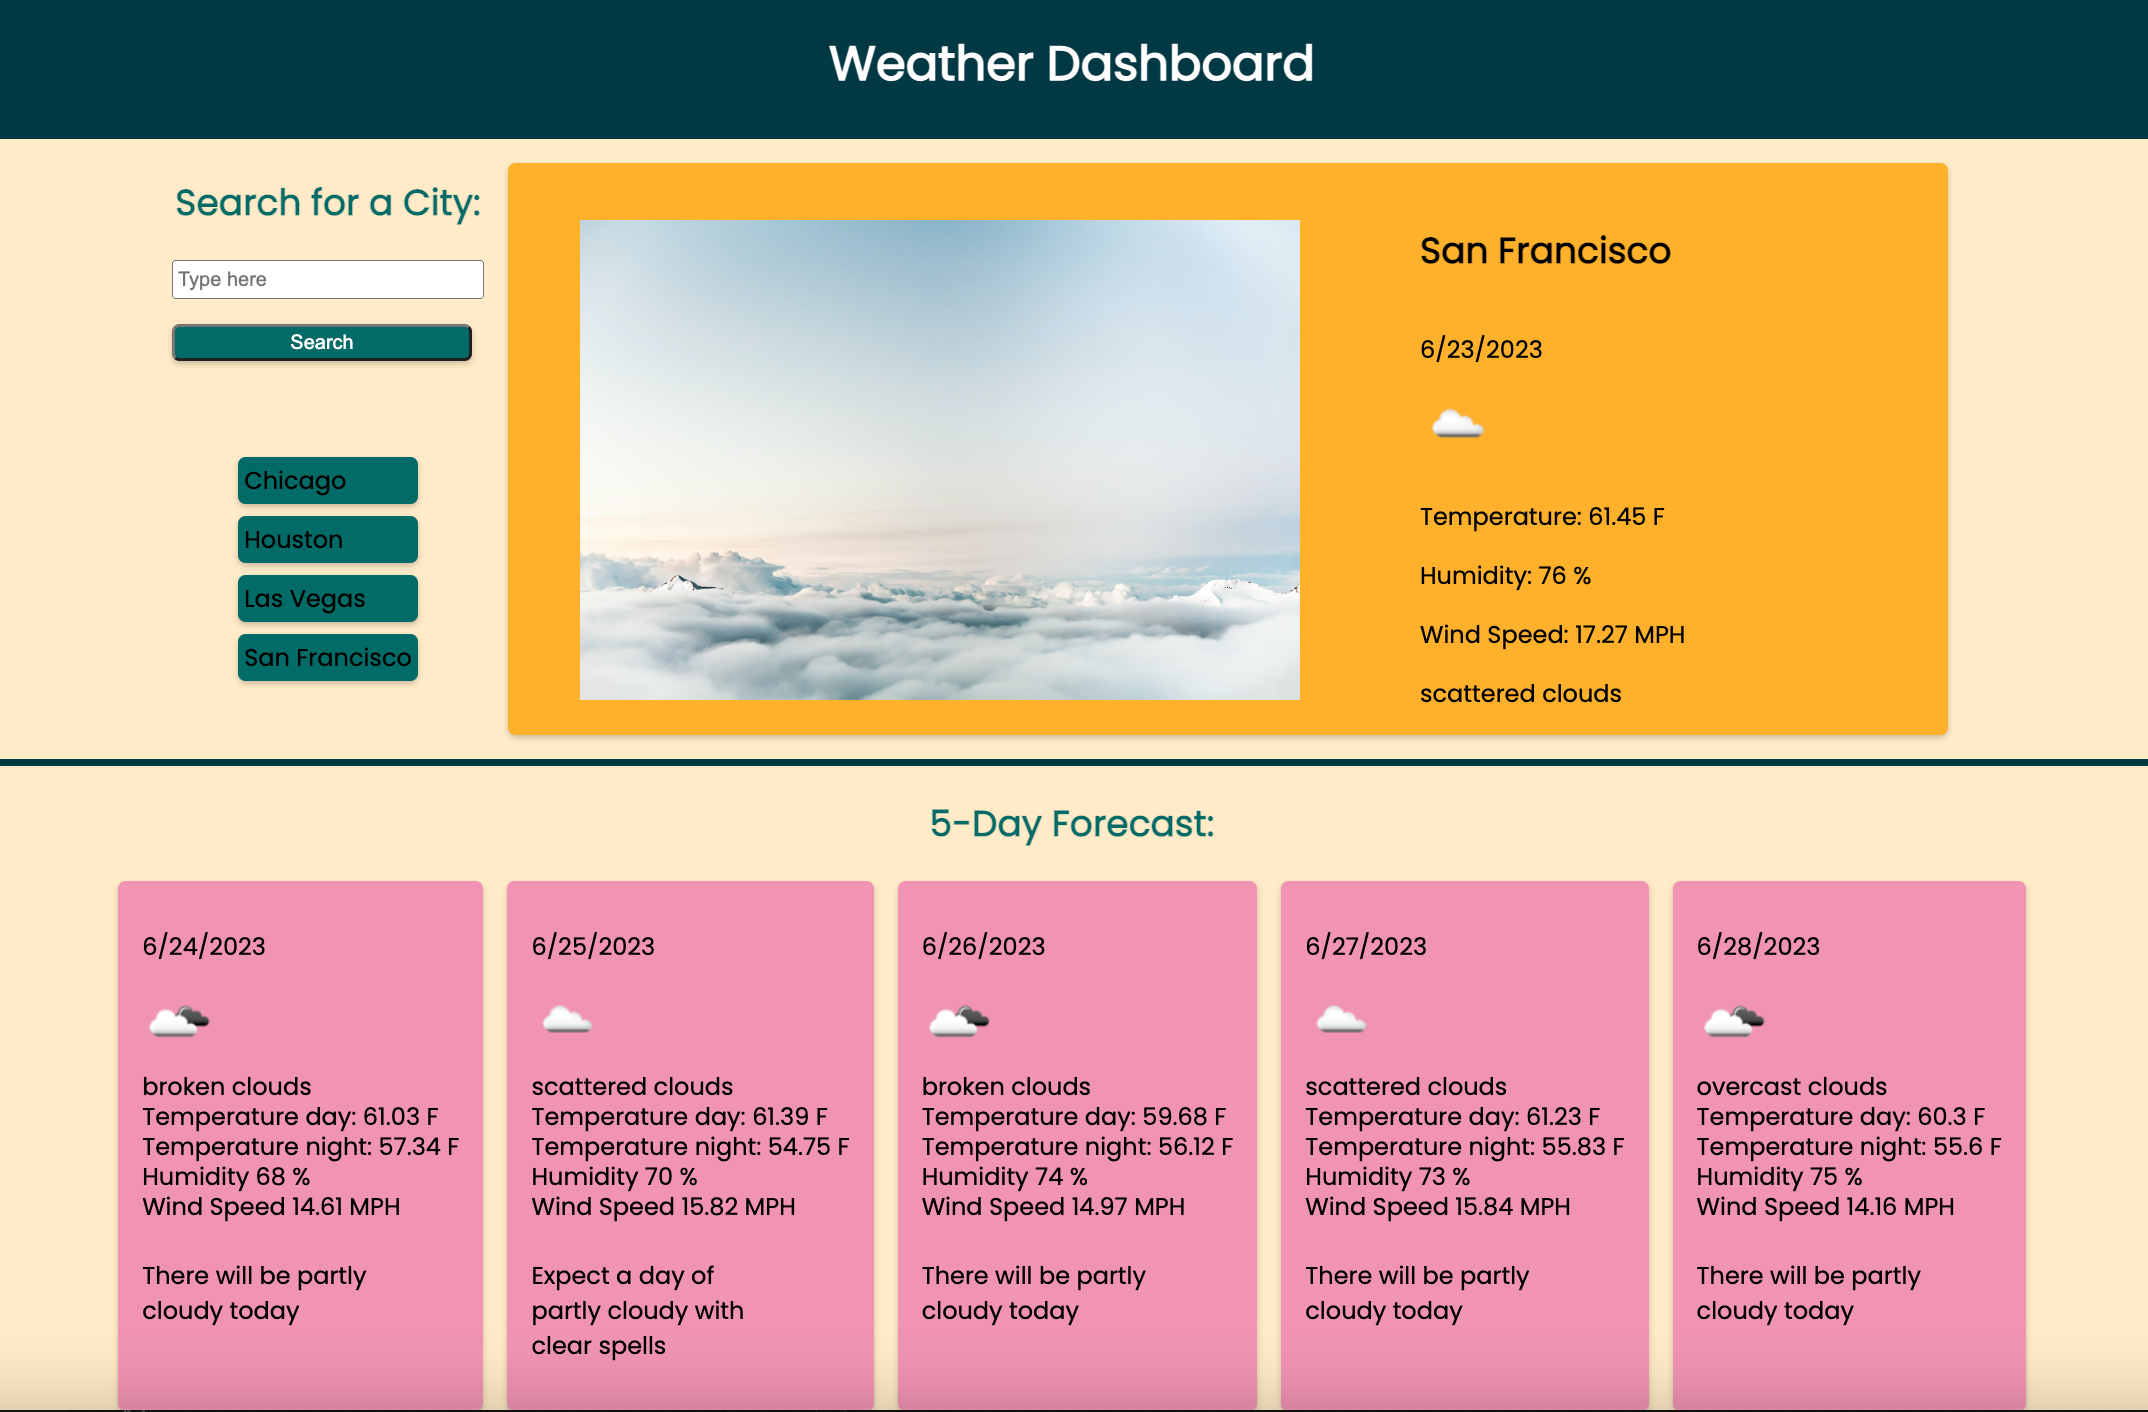 Weather Dashboard
Search for a City:
Type here
Search
Chicago
Houston
Las Vegas
San Francisco
San Francisco
6/23/2023
Temperature: 61.45 F
Humidity: 76 %
Wind Speed: 17.27 MPH
scattered clouds
5-Day Forecast:
6/24/2023
broken clouds
Temperature day: 61.03 F
Temperature night: 57.34 F
Humidity 68 %
Wind Speed 14.61 MPH
There will be partly
cloudy today
6/25/2023
scattered clouds
Temperature day: 61.39 F
Temperature night: 54.75 F
Humidity 70 %
Wind Speed 15.82 MPH
Expect a day of
partly cloudy with
clear spells
6/26/2023
broken clouds
Temperature day: 59.68 F
Temperature night: 56.12 F
Humidity 74 %
Wind Speed 14.97 MPH
There will be partly
cloudy today
6/27/2023
scattered clouds
Temperature day: 61.23 F
Temperature night: 55.83 F
Humidity 73 %
Wind Speed 15.84 MPH
There will be partly
cloudy today
6/28/2023
overcast clouds
Temperature day: 60.3 F
Temperature night: 55.6 F
Humidity 75 %
Wind Speed 14.16 MPH
There will be partly
cloudy today